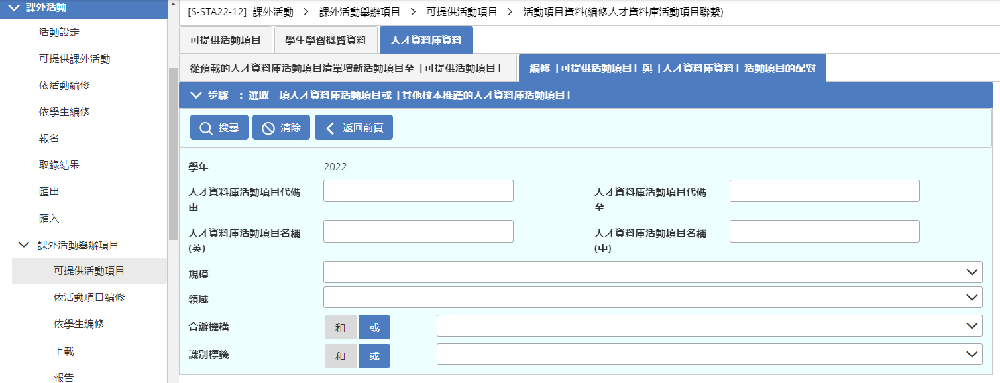 課外活動
活動設定
可提供課外活動
依活動編修
依學生編修
報名
取錄結果
匯出
匯入
課外活動舉辦項目
可提供活動項目
依活動項目編修
依學生編修
上載
報告
[S-STA22-12] 課外活動 > 課外活動舉辦項目 > 可提供活動項目 > 活動項目資料(編修人才資料庫活動項目聯繫)
可提供活動項目 學生學習概覽資料 人才資料庫資料
從預載的人才資料庫活動項目清單增新活動項目至「可提供活動項目」 編修「可提供活動項目」與「人才資料庫資料」活動項目的配對
步驟一: 選取一項人才資料庫活動項目或「其他校本推薦的人才資料庫活動項目」
搜尋 清除 返回前頁
學年 2022
人才資料庫活動項目代碼 人才資料庫活動項目代碼
由 至
人才資料庫活動項目名稱 人才資料庫活動項目名稱
(英) (中)
規模
領域
合辦機構 和 或
識別標籤 和 或